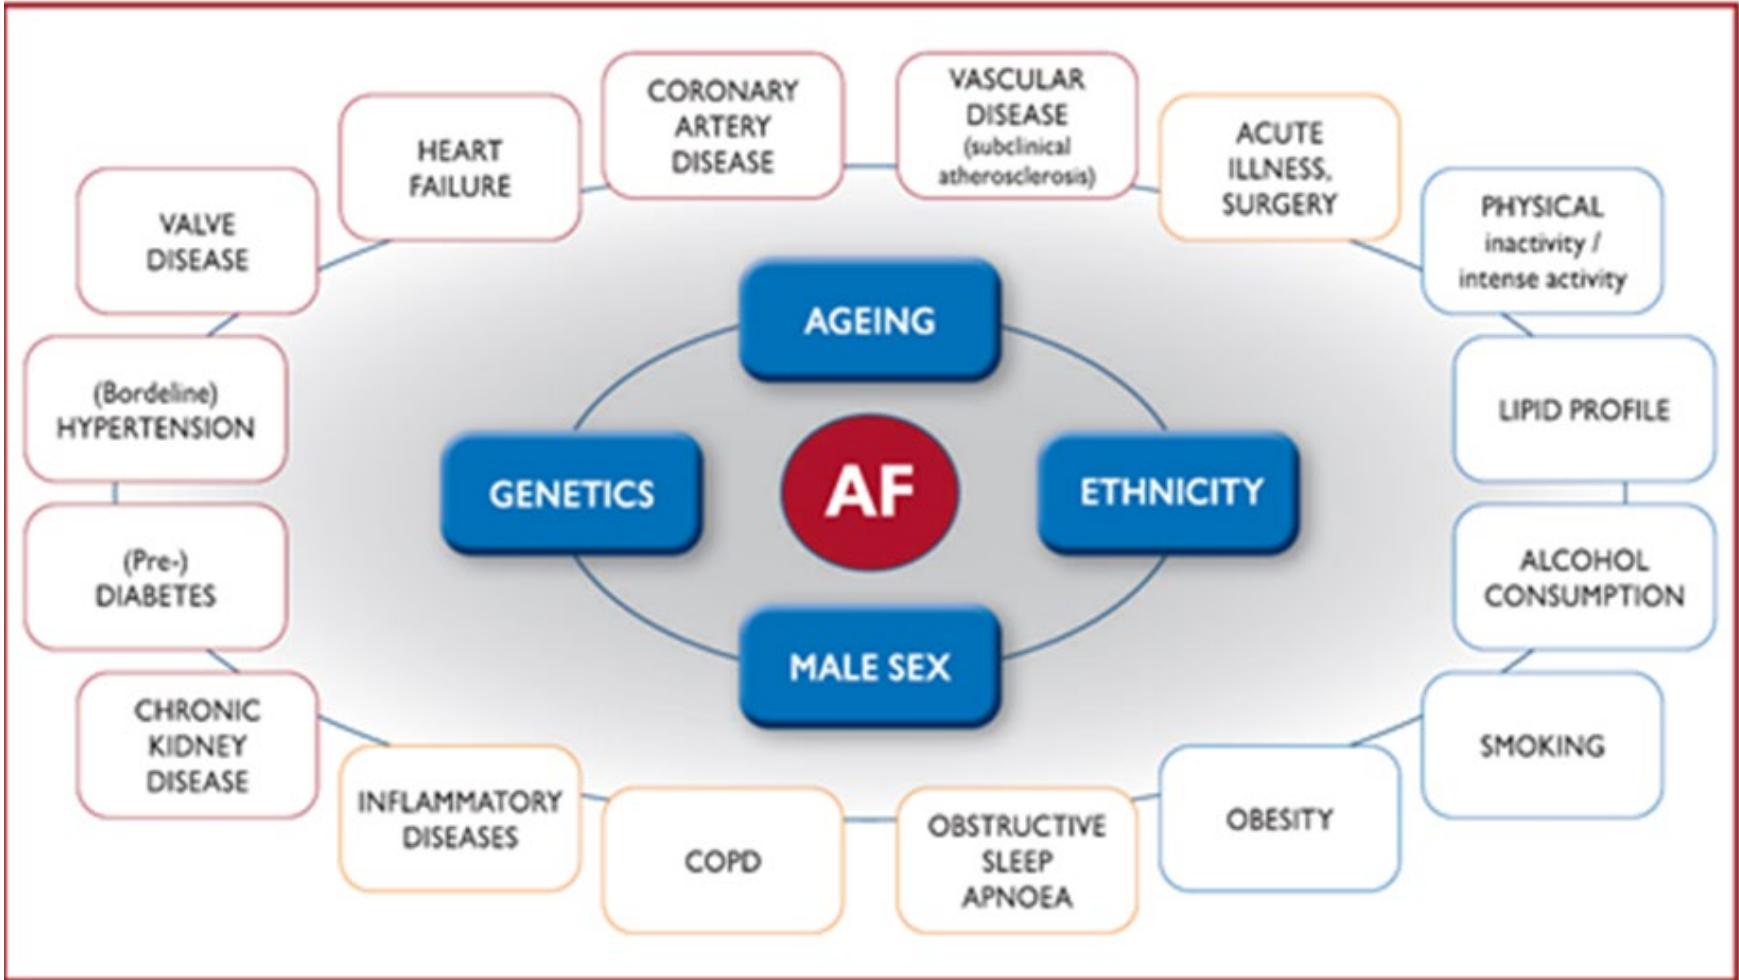 CORONARY
ARTERY
DISEASE
VASCULAR
DISEASE
(subclinical
atherosclerosis)
HEART
FAILURE
ACUTE
ILLNESS,
SURGERY
VALVE
DISEASE
PHYSICAL
inactivity /
intense activity
AGEING
(Bordeline)
HYPERTENSION
LIPID PROFILE
GENETICS
AF
ETHNICITY
(Pre-)
DIABETES
ALCOHOL
CONSUMPTION
MALE SEX
CHRONIC
KIDNEY
DISEASE
SMOKING
INFLAMMATORY
DISEASES
COPD
OBSTRUCTIVE
SLEEP
APNOEA
OBESITY